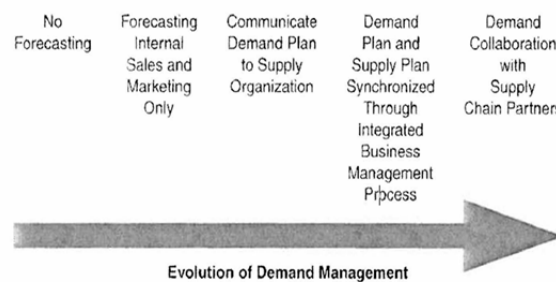 No
Forecasting
Forecasting
Internal
Sales and
Marketing
Only
Communicate
Demand Plan
to Supply
Organization
Demand
Plan and
Supply Plan
Synchronized
Through
Integrated
Business
Management
Process
Demand
Collaboration
with
Supply
Chain Partners
Evolution of Demand Management